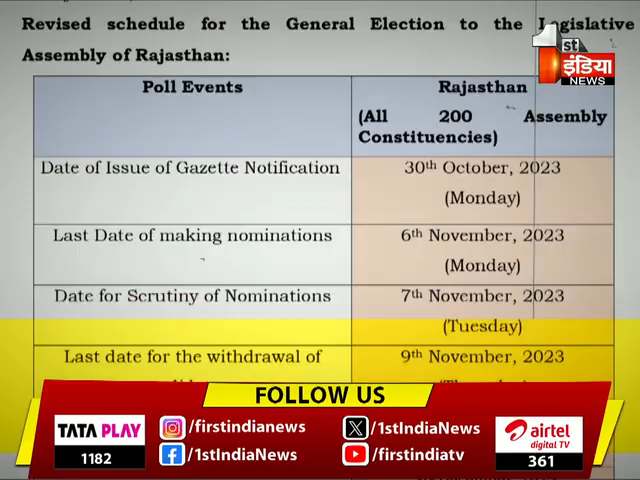 Revised schedule for the General Election to the Legislative
Assembly of Rajasthan:
1st
इंडिया
NEWS
Poll Events
Rajasthan
(All 200 Assembly
Constituencies)
Date of Issue of Gazette Notification
30th October, 2023
(Monday)
Last Date of making nominations
6th November, 2023
(Monday)
Date for Scrutiny of Nominations
7th November, 2023
(Tuesday)
Last date for the withdrawal of
9th November, 2023
FOLLOW US
TATA PLAY
1182
/firstindianews
/1stIndiaNews
X
/1stIndiaNews
/firstindiatv
airtel
digital TV
361